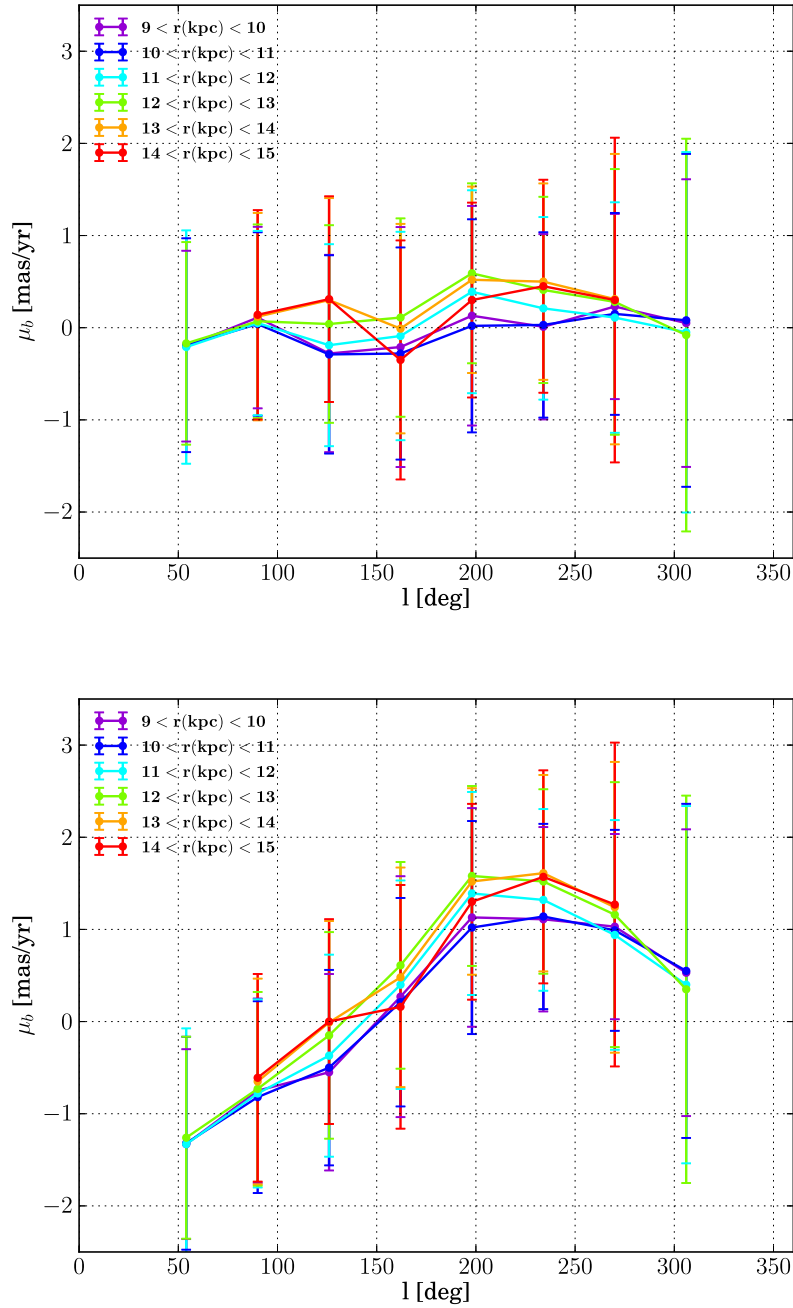 3
2
1
0
−1
−2
μb [mas/yr]
9 < r(kpc) < 10
10 < r(kpc) < 11
11 < r(kpc) < 12
12 < r(kpc) < 13
13 < r(kpc) < 14
14 < r(kpc) < 15
0 50 100 150 200 250 300 350
l [deg]
3
2
1
0
−1
−2
μb [mas/yr]
9 < r(kpc) < 10
10 < r(kpc) < 11
11 < r(kpc) < 12
12 < r(kpc) < 13
13 < r(kpc) < 14
14 < r(kpc) < 15
0 50 100 150 200 250 300 350
l [deg]